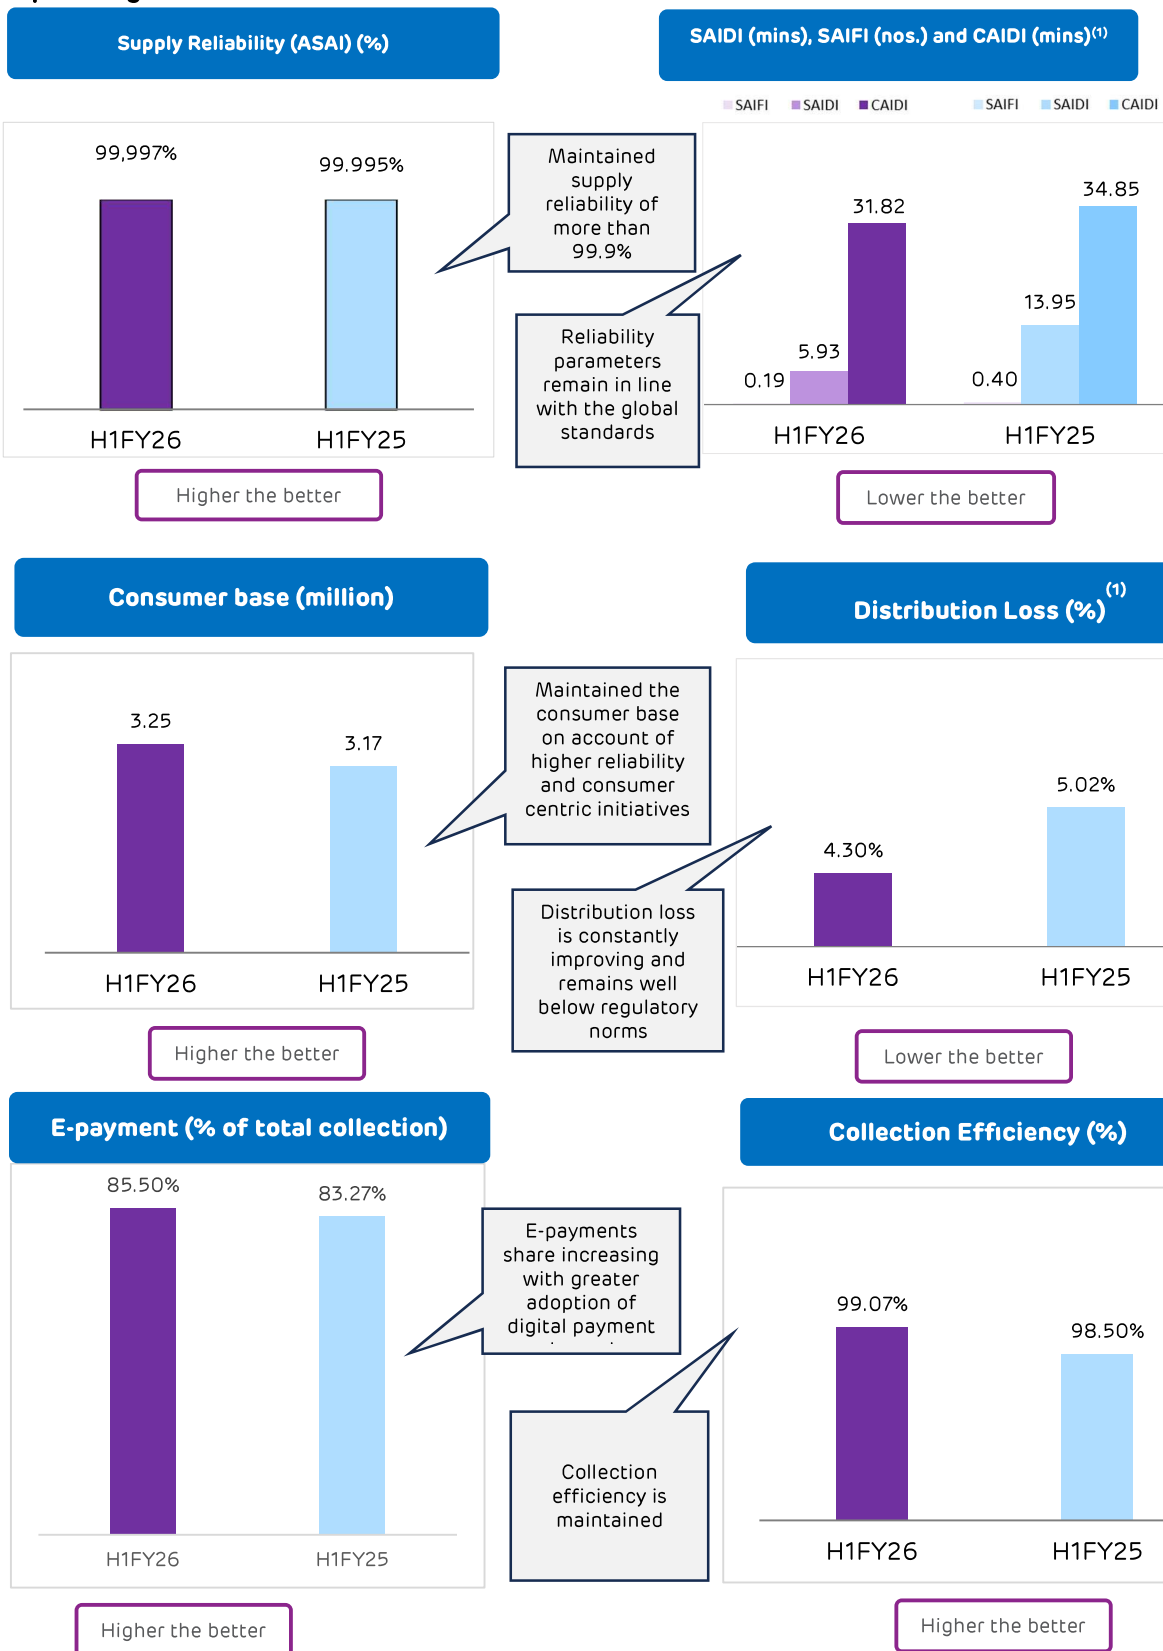 Supply Reliability (ASAI) (%)
99,997%
99.995%
H1FY26
H1FY25
Higher the better
Maintained
supply
reliability of
more than
99.9%
SAIDI (mins), SAIFI (nos.) and CAIDI (mins)(1)
SAIFI SAIDI CAIDI
SAIFI SAIDI CAIDI
0.19
5.93
31.82
0.40
13.95
34.85
H1FY26
H1FY25
Lower the better
Reliability
parameters
remain in line
with the global
standards
Consumer base (million)
3.25
3.17
H1FY26
H1FY25
Higher the better
Maintained the
consumer base
on account of
higher reliability
and consumer
centric initiatives
Distribution Loss (%)(1)
4.30%
5.02%
H1FY26
H1FY25
Lower the better
Distribution loss
is constantly
improving and
remains well
below regulatory
norms
E-payment (% of total collection)
85.50%
83.27%
H1FY26
H1FY25
Higher the better
E-payments
share increasing
with greater
adoption of
digital payment
Collection Efficiency (%)
99.07%
98.50%
H1FY26
H1FY25
Higher the better
Collection
efficiency is
maintained